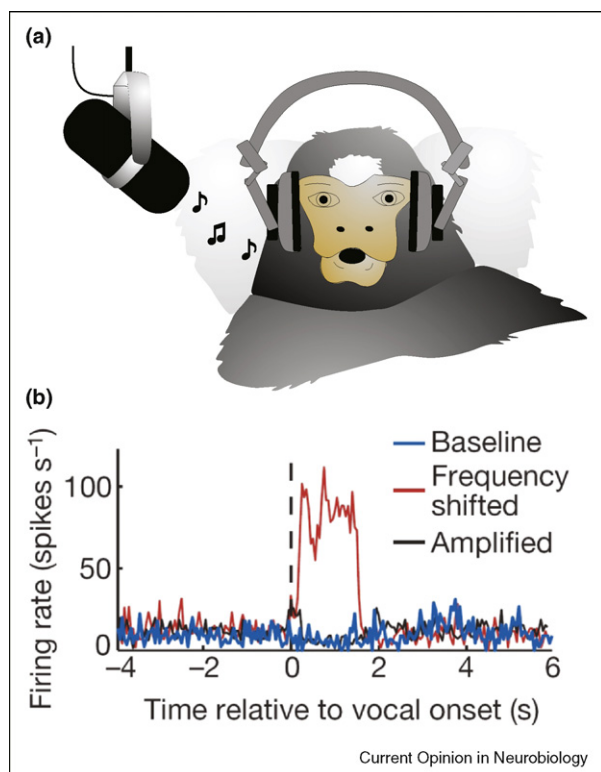 (a)
(b)
Firing rate (spikes s⁻¹)
100
50
0
Baseline
Frequency
shifted
Amplified
−4
−2
0
2
4
6
Time relative to vocal onset (s)
Current Opinion in Neurobiology